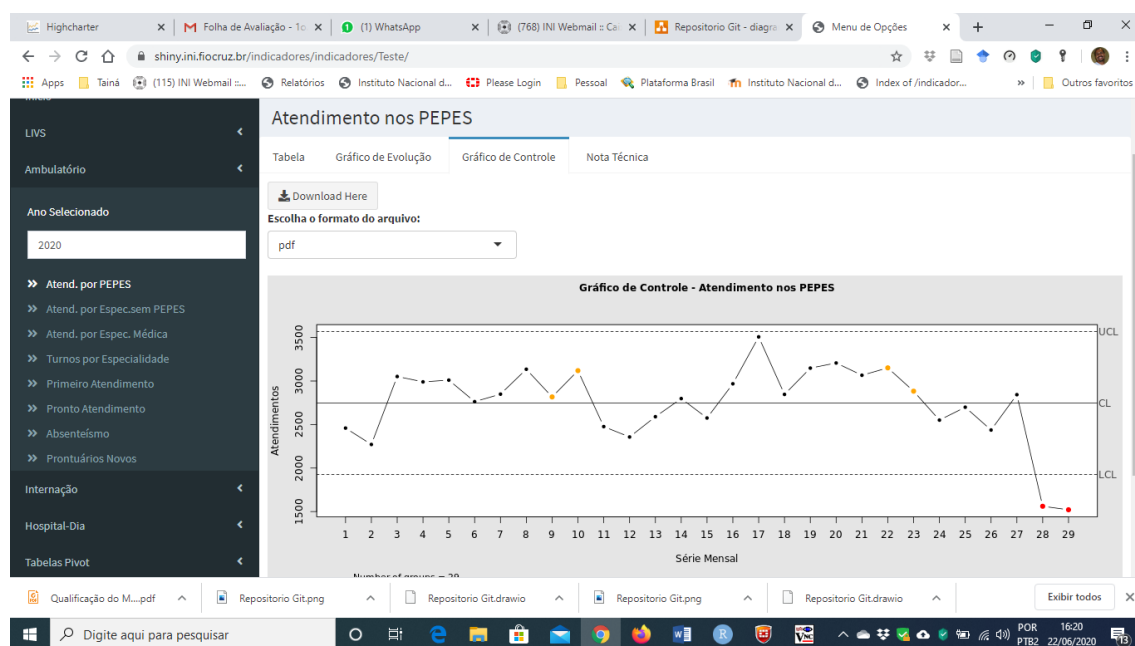 Highcharter
Folha de Avaliação - 1o
(1) WhatsApp
(768) INI Webmail :: Cai
Repositorio Git - diagra
Menu de Opções
shiny.ini.fiocruz.br/indicadores/indicadores/Teste/
Apps
Tainá
(115) INI Webmail ::...
Relatórios
Instituto Nacional d...
Please Login
Pessoal
Plataforma Brasil
Instituto Nacional d...
Index of /indicador...
»
Outros favoritos
Início
LIVS
Ambulatório
Ano Selecionado
2020
Atend. por PEPES
Atend. por Espec.sem PEPES
Atend. por Espec. Médica
Turnos por Especialidade
Primeiro Atendimento
Pronto Atendimento
Absenteísmo
Prontuários Novos
Internação
Hospital-Dia
Tabelas Pivot
Atendimento nos PEPES
Tabela
Gráfico de Evolução
Gráfico de Controle
Nota Técnica
Download Here
Escolha o formato do arquivo:
pdf
Gráfico de Controle - Atendimento nos PEPES
Atendimentos
3500
3000
2500
2000
1500
UCL
CL
LCL
1 2 3 4 5 6 7 8 9 10 11 12 13 14 15 16 17 18 19 20 21 22 23 24 25 26 27 28 29
Série Mensal
Number of groups = 29
Qualificação do M....pdf
Repositorio Git.png
Repositorio Git.drawio
Repositorio Git.png
Repositorio Git.drawio
Exibir todos
Digite aqui para pesquisar
POR
PTB2
16:20
22/06/2020